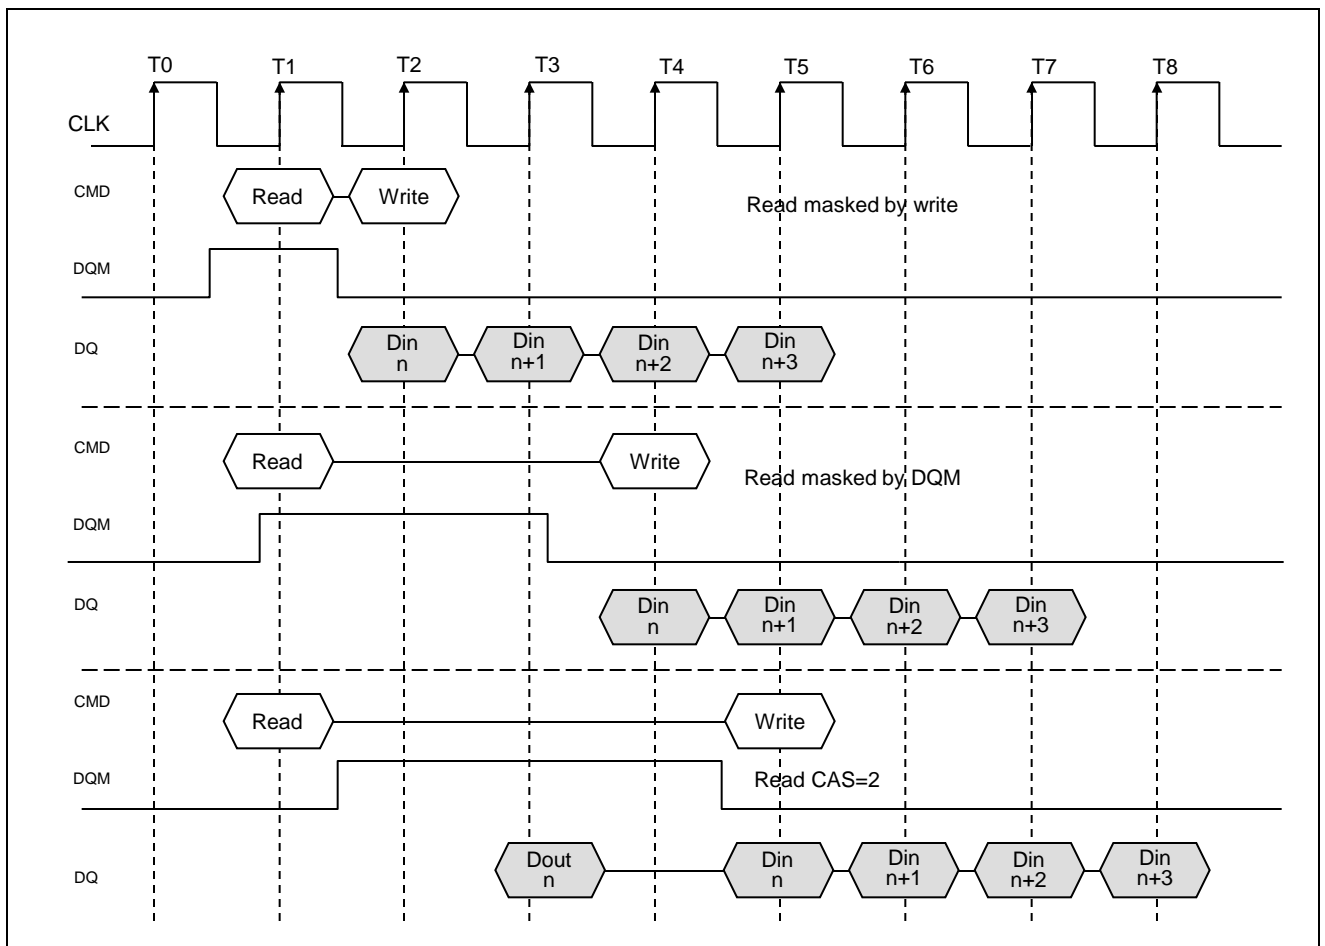 T0 T1 T2 T3 T4 T5 T6 T7 T8
CLK
CMD Read Write Read masked by write
DQM
DQ
Din Din Din Din
n n+1 n+2 n+3
CMD Read Write
Read masked by DQM
DQM
DQ
Din Din Din Din
n n+1 n+2 n+3
CMD Read Write
DQM Read CAS=2
DQ
Dout Din Din Din Din
n n n+1 n+2 n+3